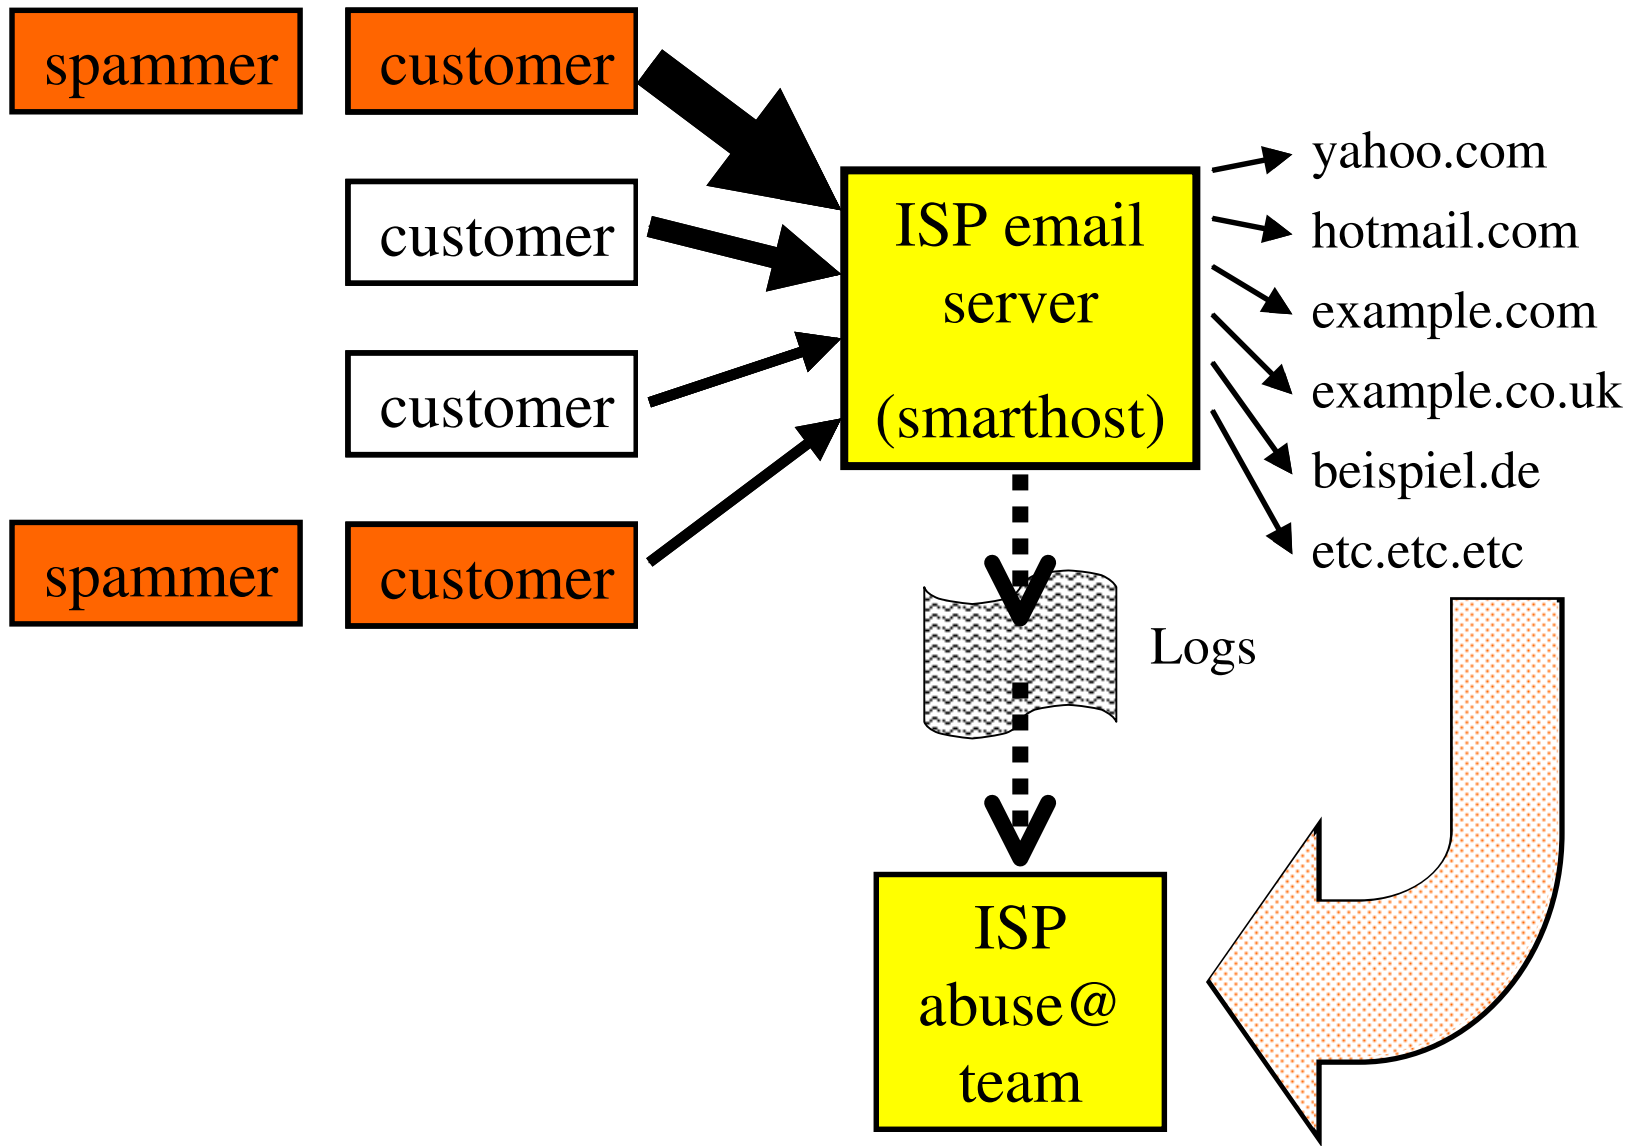 spammer
customer
customer
customer
spammer
customer
ISP email
server
(smarthost)
yahoo.com
hotmail.com
example.com
example.co.uk
beispiel.de
etc.etc.etc
Logs
ISP
abuse@
team